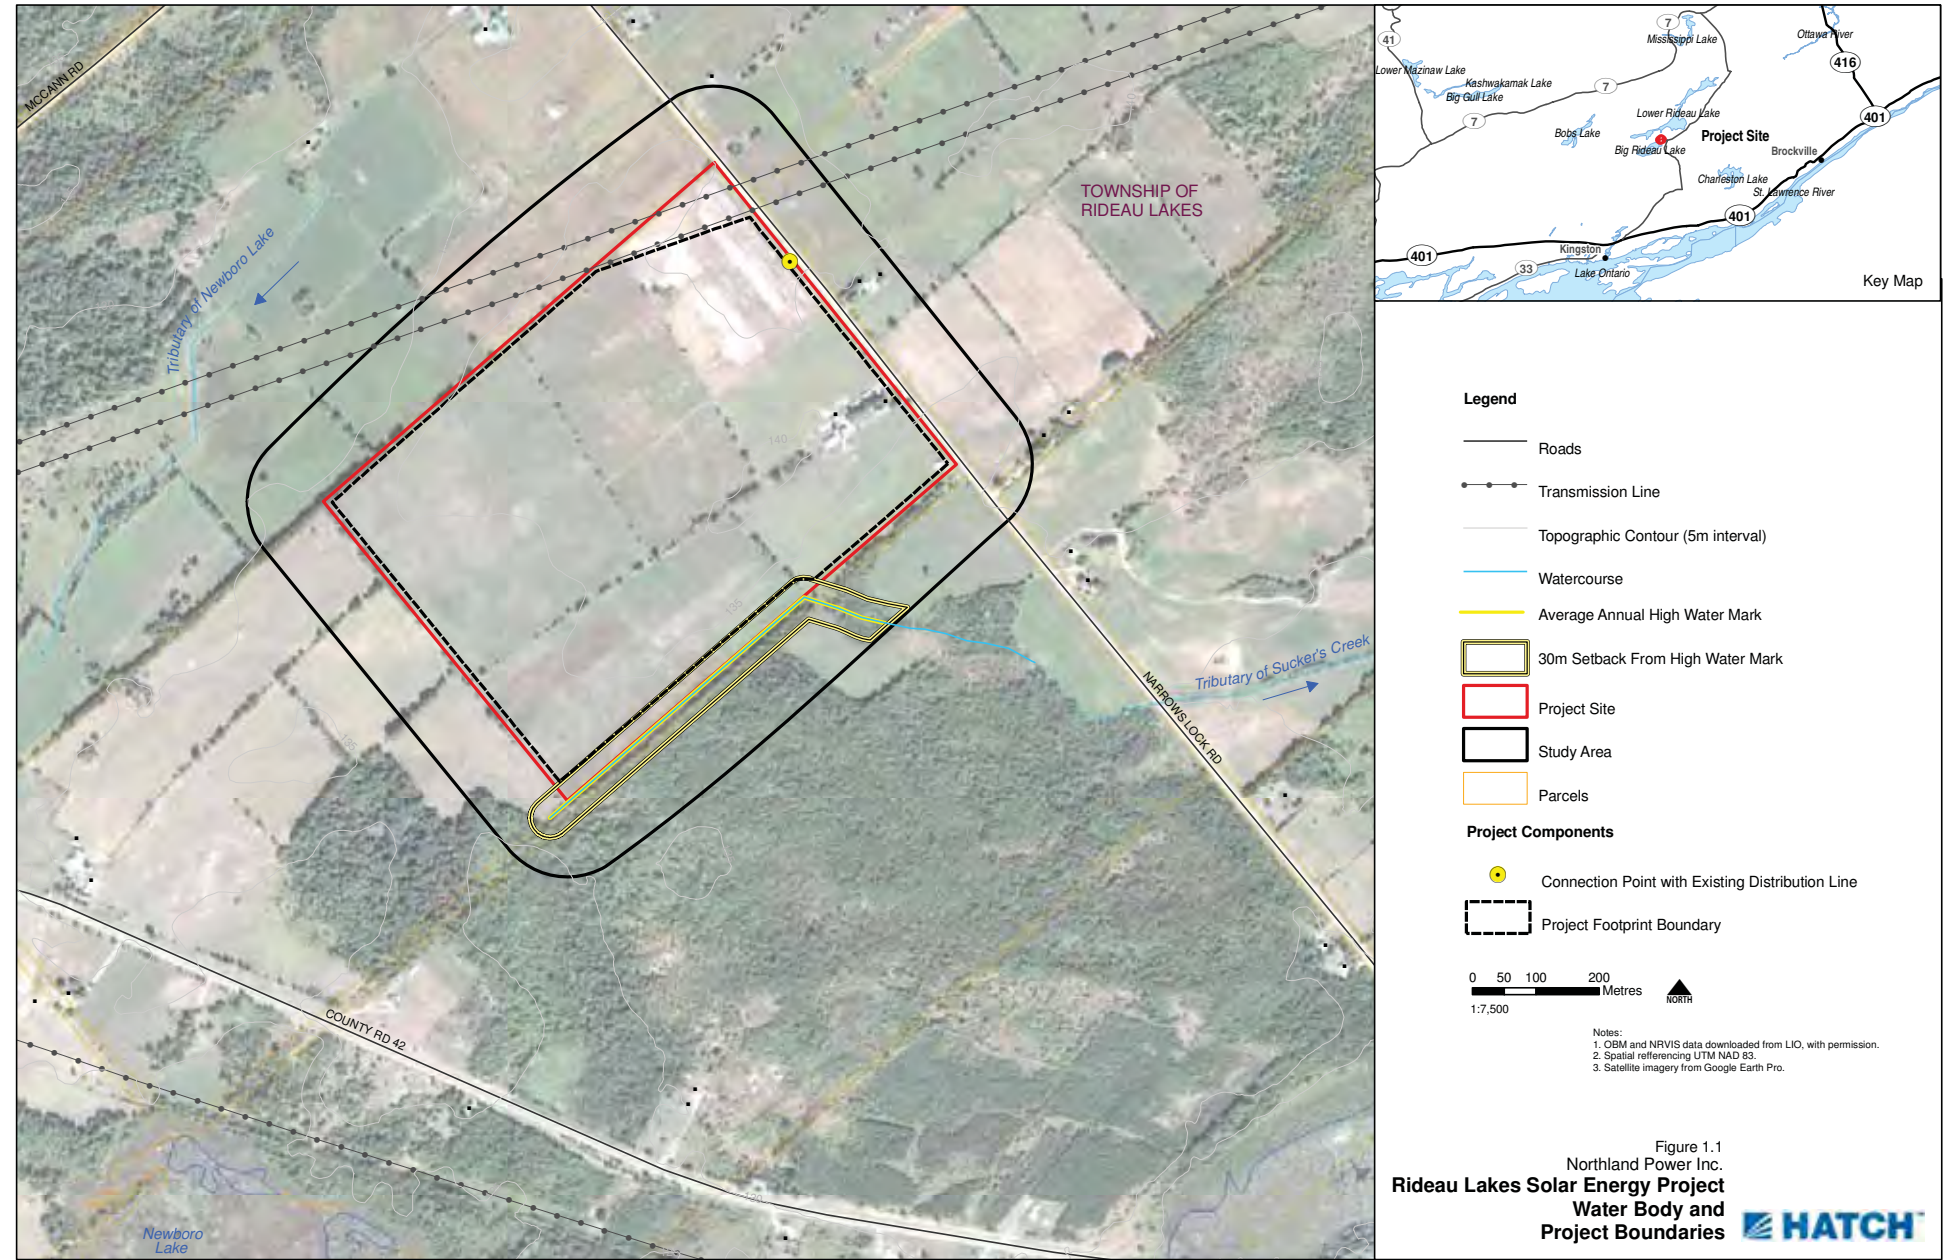 MCCANN RD
Tributary of Newboro Lake
TOWNSHIP OF
RIDEAU LAKES
140
135
135
Tributary of Sucker's Creek
NARROWS LOCK RD
COUNTY RD 42
130
Newboro
Lake
41
7
Mississippi Lake
Ottawa River
416
Lower Mazinaw Lake
Kashwakamak Lake
Big Gull Lake
7
7
Lower Rideau Lake
401
Bobs Lake
Project Site
Big Rideau Lake
Brockville
Charleston Lake
St. Lawrence River
401
Kingston
401
33
Lake Ontario
Key Map
Legend
Roads
Transmission Line
Topographic Contour (5m interval)
Watercourse
Average Annual High Water Mark
30m Setback From High Water Mark
Project Site
Study Area
Parcels
Project Components
Connection Point with Existing Distribution Line
Project Footprint Boundary
0 50 100 200
Metres
1:7,500
NORTH
Notes:
1. OBM and NRVIS data downloaded from LIO, with permission.
2. Spatial refferencing UTM NAD 83.
3. Satellite imagery from Google Earth Pro.
Figure 1.1
Northland Power Inc.
Rideau Lakes Solar Energy Project
Water Body and
Project Boundaries
HATCH